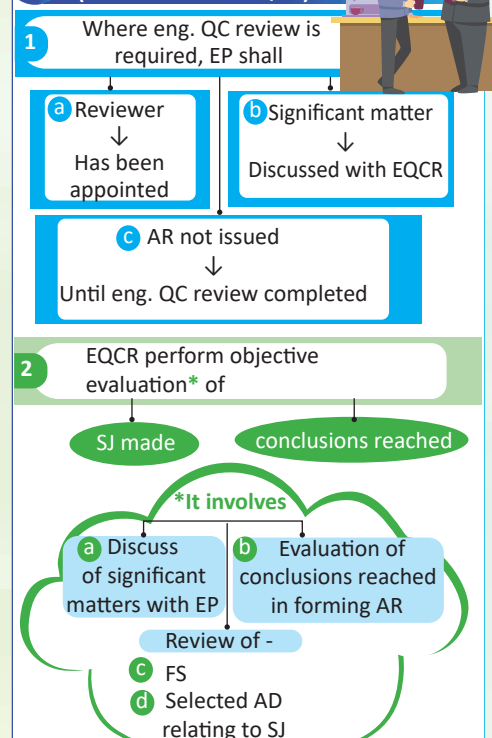 1
Where eng. QC review is
required, EP shall
a Reviewer
↓
Has been
appointed
b Significant matter
↓
Discussed with EQCR
c AR not issued
↓
Until eng. QC review completed
2
EQCR perform objective
evaluation* of
SJ made
conclusions reached
*It involves
a Discuss
of significant
matters with EP
b Evaluation of
conclusions reached
in forming AR
Review of -
c FS
d Selected AD
relating to SJ